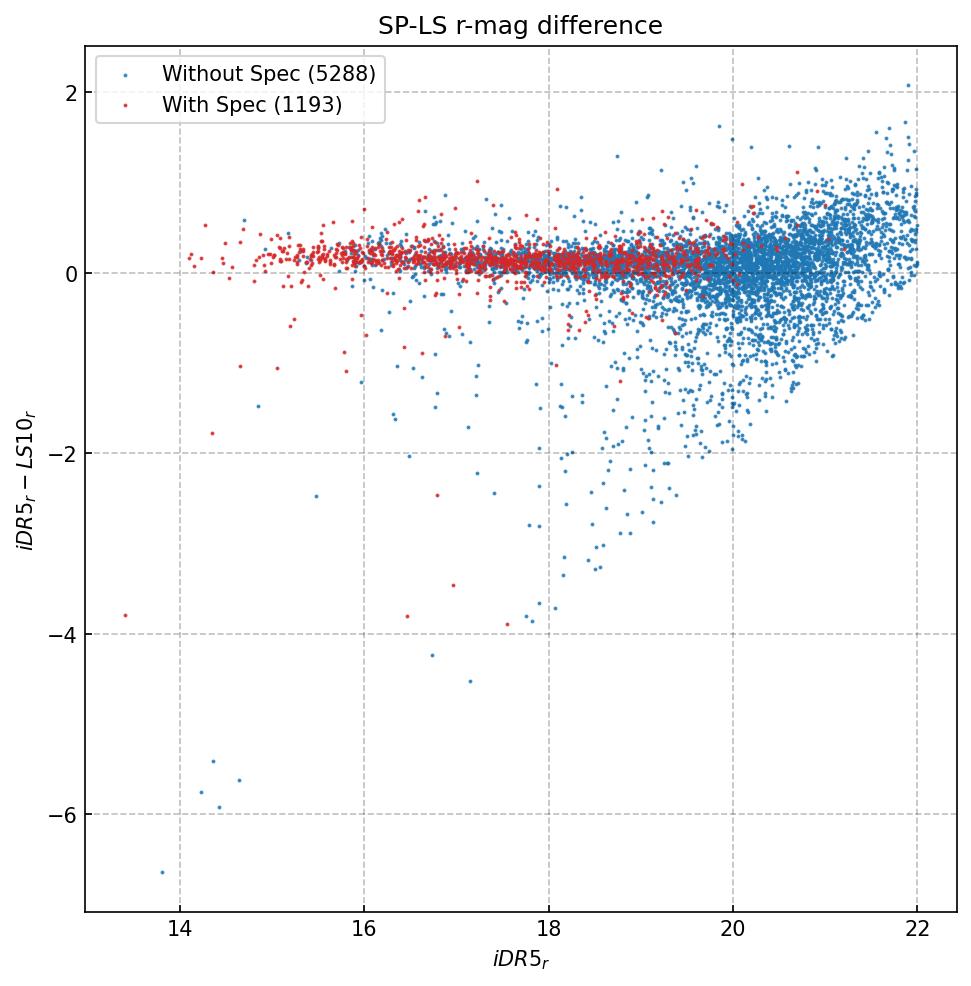 SP-LS r-mag difference
Without Spec (5288)
With Spec (1193)
2
0
−2
−4
−6
iDR5r − LS10r
14 16 18 20 22
iDR5r